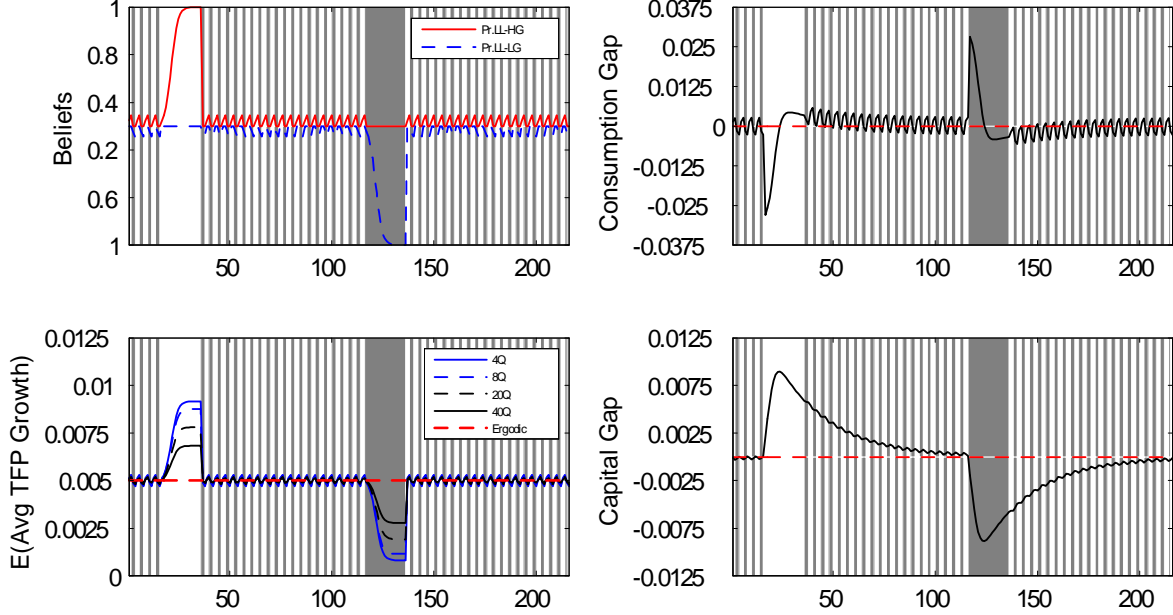 1
0.8
0.4
0.2
0.6
1
Beliefs
Pr.LL-HG
Pr.LL-LG
50 100 150 200
0.0375
0.025
0.0125
0
-0.0125
-0.025
-0.0375
Consumption Gap
50 100 150 200
0.0125
0.01
0.0075
0.005
0.0025
0
E(Avg TFP Growth)
4Q
8Q
20Q
40Q
Ergodic
50 100 150 200
0.0125
0.0075
0.0025
-0.0025
-0.0075
-0.0125
Capital Gap
50 100 150 200